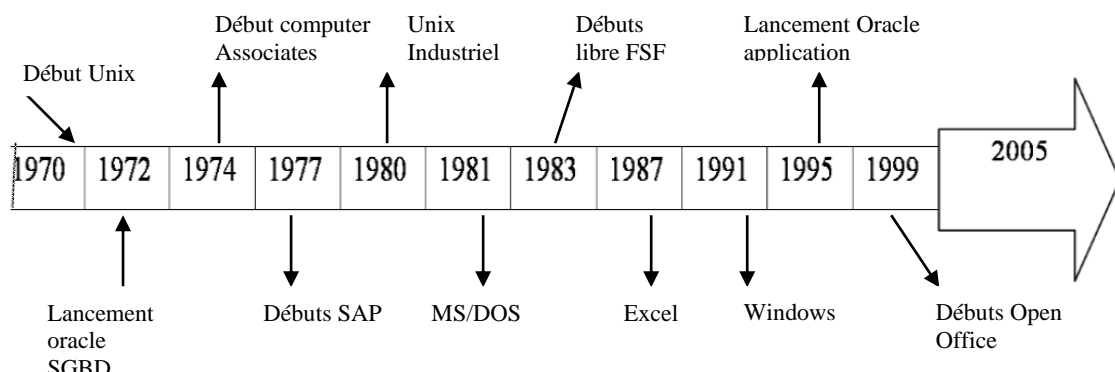 Début computer
Associates
Unix
Industriel
Débuts
libre FSF
Lancement Oracle
application
Début Unix
1970 1972 1974 1977 1980 1981 1983 1987 1991 1995 1999 2005
Lancement
oracle
SGBD
Débuts SAP
MS/DOS
Excel
Windows
Débuts Open
Office